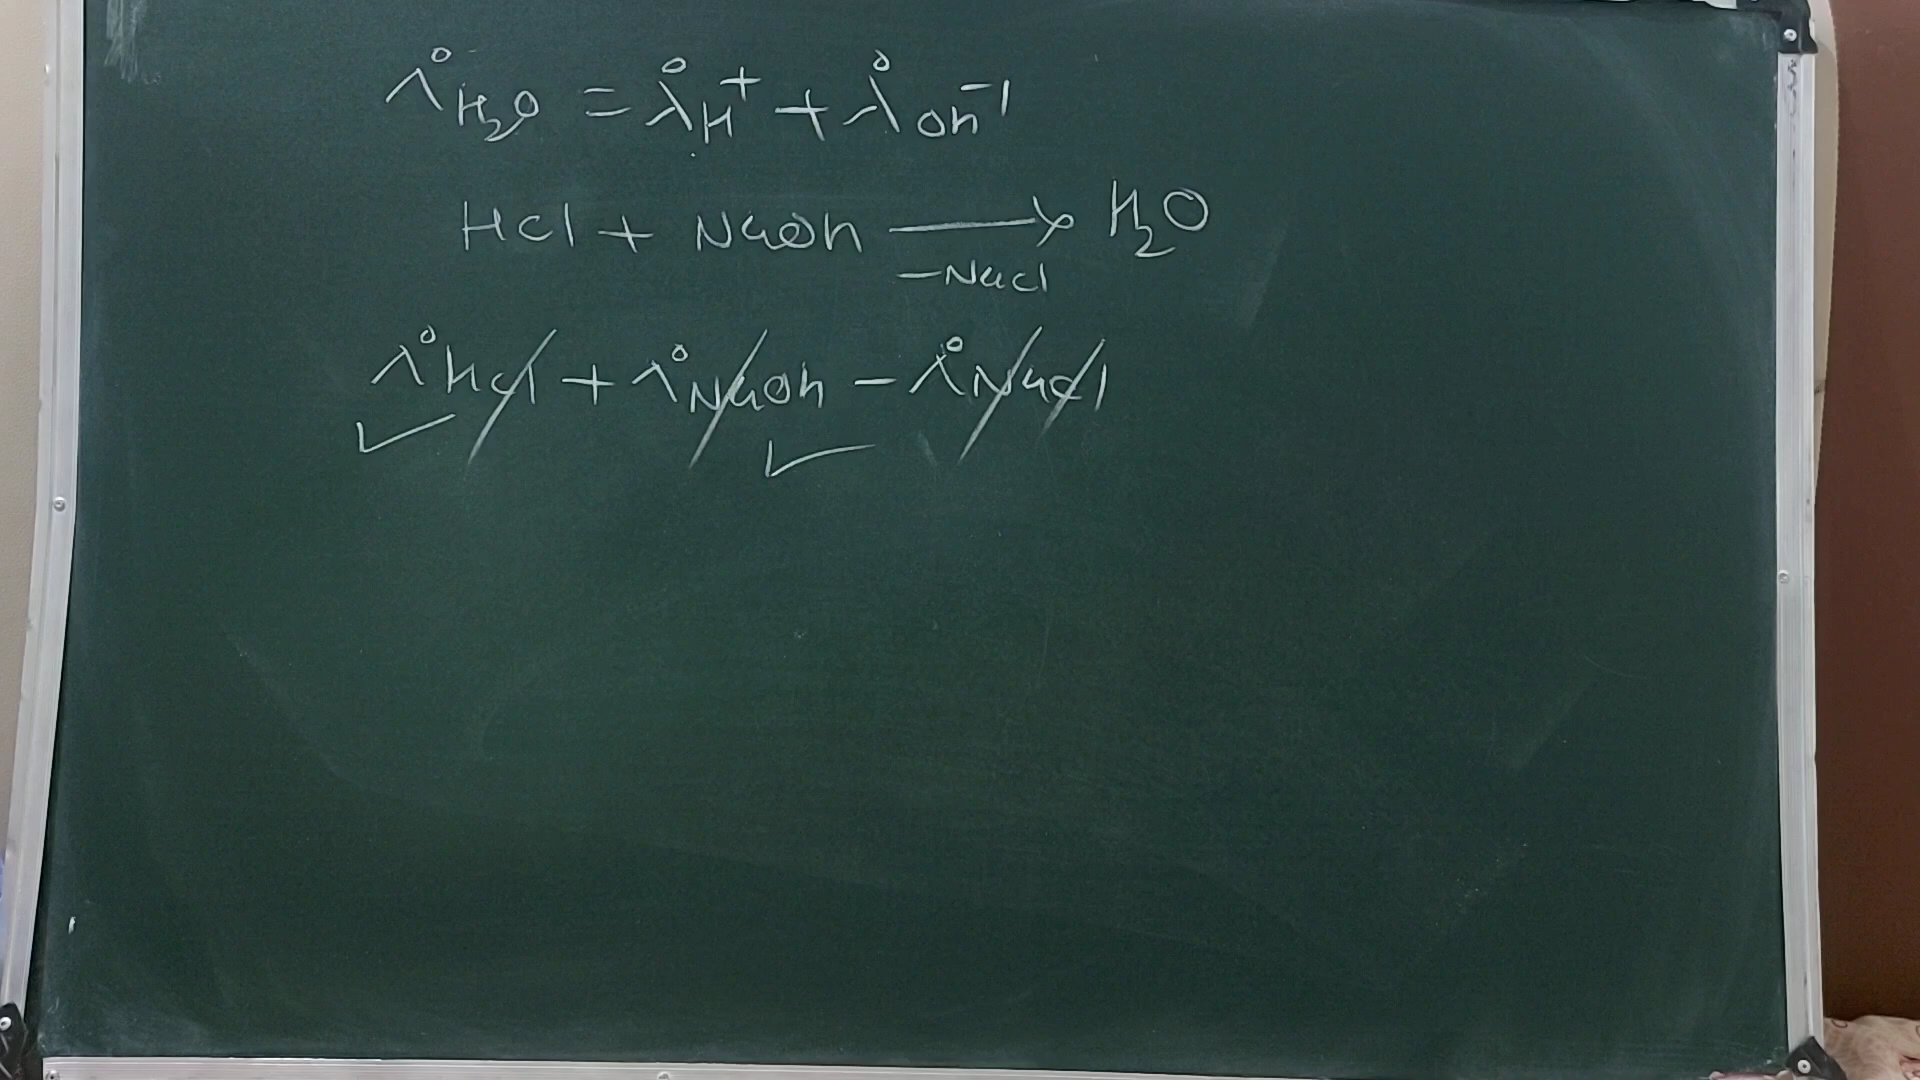 λ°H₂O = λ°H⁺ + λ°Oh⁻¹
HCl + NaOh ⟶ H₂O
−NaCl
λ°HCl + λ°NaOh − λ°NaCl
✓ ✓